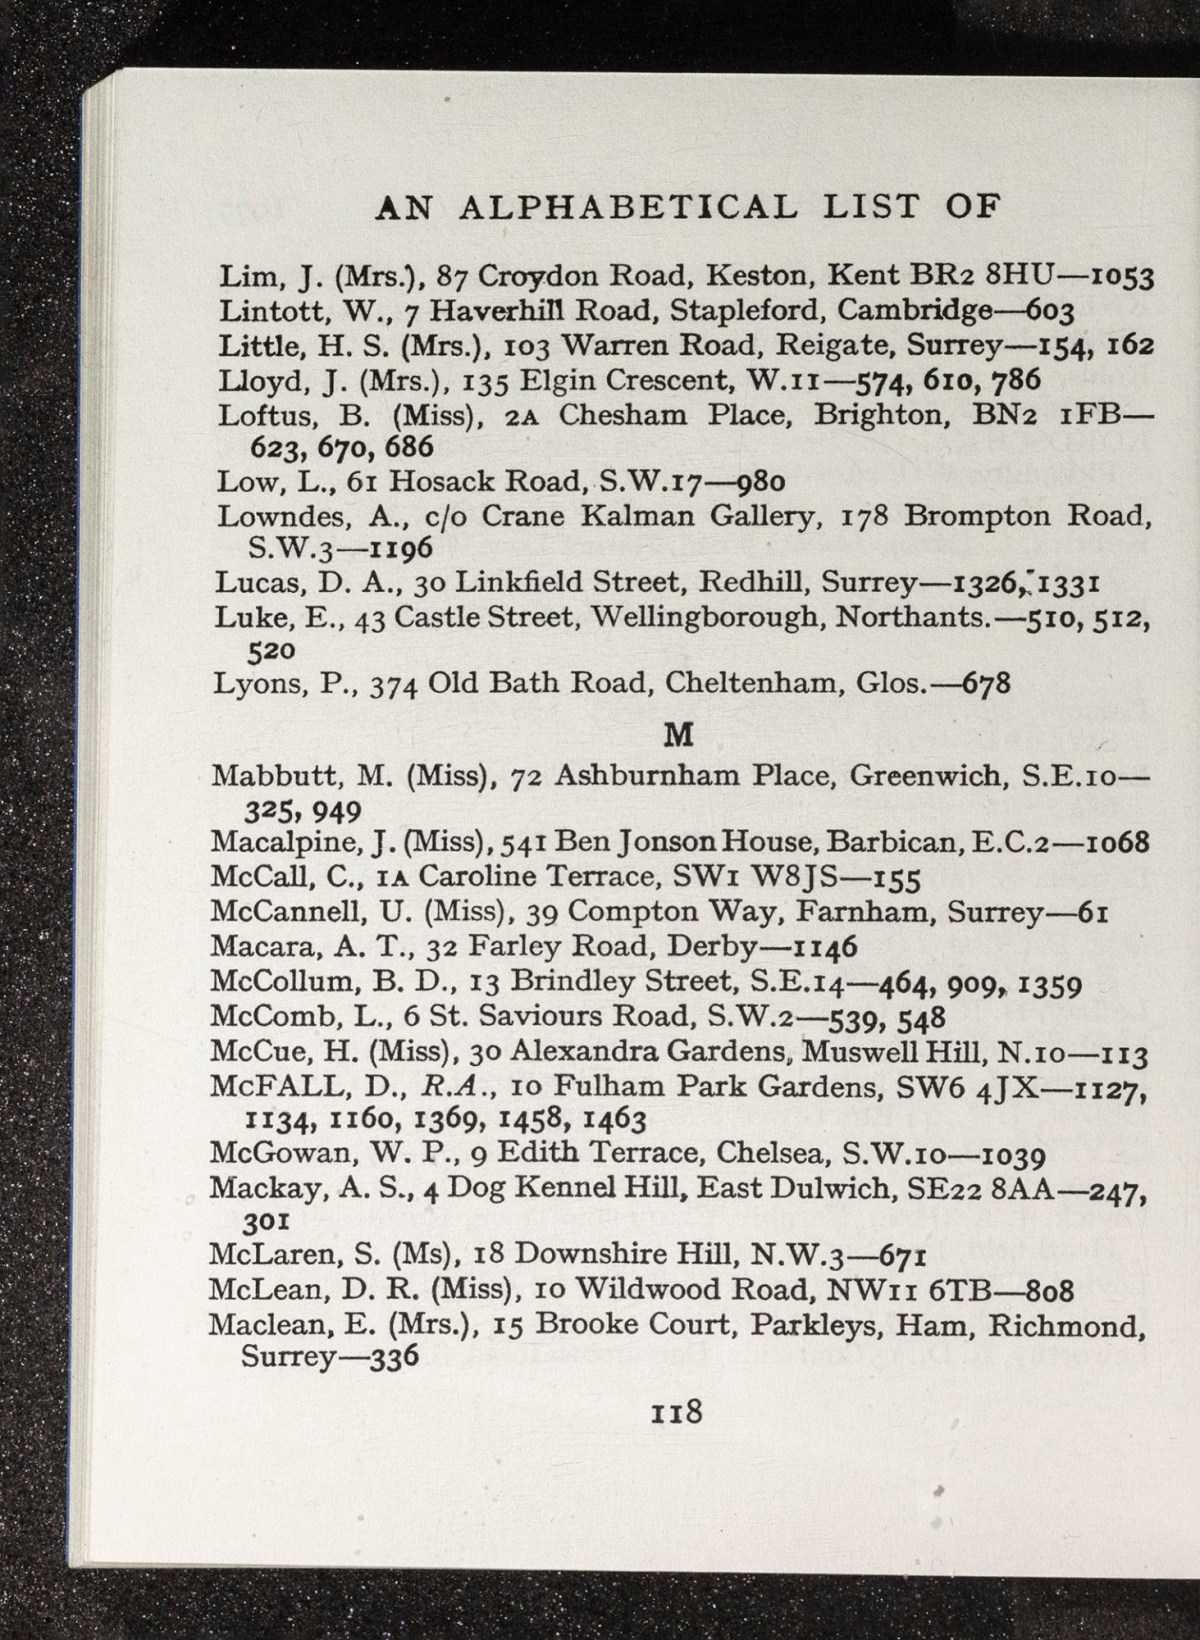 AN ALPHABETICAL LIST OF
Lim, J. (Mrs.), 87 Croydon Road, Keston, Kent BR2 8HU—1053
Lintott, W., 7 Haverhill Road, Stapleford, Cambridge—603
Little, H. S. (Mrs.), 103 Warren Road, Reigate, Surrey—154, 162
Lloyd, J. (Mrs.), 135 Elgin Crescent, W.11—574, 610, 786
Loftus, B. (Miss), 2A Chesham Place, Brighton, BN2 1FB—
623, 670, 686
Low, L., 61 Hosack Road, S.W.17—980
Lowndes, A., c/o Crane Kalman Gallery, 178 Brompton Road,
S.W.3—1196
Lucas, D. A., 30 Linkfield Street, Redhill, Surrey—1326, 1331
Luke, E., 43 Castle Street, Wellingborough, Northants.—510, 512,
520
Lyons, P., 374 Old Bath Road, Cheltenham, Glos.—678
M
Mabbutt, M. (Miss), 72 Ashburnham Place, Greenwich, S.E.10—
325, 949
Macalpine, J. (Miss), 541 Ben Jonson House, Barbican, E.C.2—1068
McCall, C., 1A Caroline Terrace, SW1 W8JS—155
McCannell, U. (Miss), 39 Compton Way, Farnham, Surrey—61
Macara, A. T., 32 Farley Road, Derby—1146
McCollum, B. D., 13 Brindley Street, S.E.14—464, 909, 1359
McComb, L., 6 St. Saviours Road, S.W.2—539, 548
McCue, H. (Miss), 30 Alexandra Gardens, Muswell Hill, N.10—113
McFALL, D., R.A., 10 Fulham Park Gardens, SW6 4JX—1127,
1134, 1160, 1369, 1458, 1463
McGowan, W. P., 9 Edith Terrace, Chelsea, S.W.10—1039
Mackay, A. S., 4 Dog Kennel Hill, East Dulwich, SE22 8AA—247,
301
McLaren, S. (Ms), 18 Downshire Hill, N.W.3—671
McLean, D. R. (Miss), 10 Wildwood Road, NW11 6TB—808
Maclean, E. (Mrs.), 15 Brooke Court, Parkleys, Ham, Richmond,
Surrey—336
118